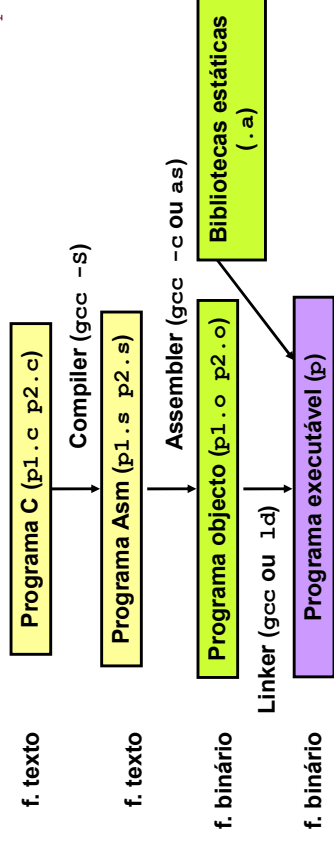 f. texto
Programa C (p1.c p2.c)
Compiler (gcc -S)
f. texto
Programa Asm (p1.s p2.s)
Assembler (gcc -c ou as)
f. binário
Programa objecto (p1.o p2.o)
Bibliotecas estáticas
(.a)
Linker (gcc ou ld)
f. binário
Programa executável (p)